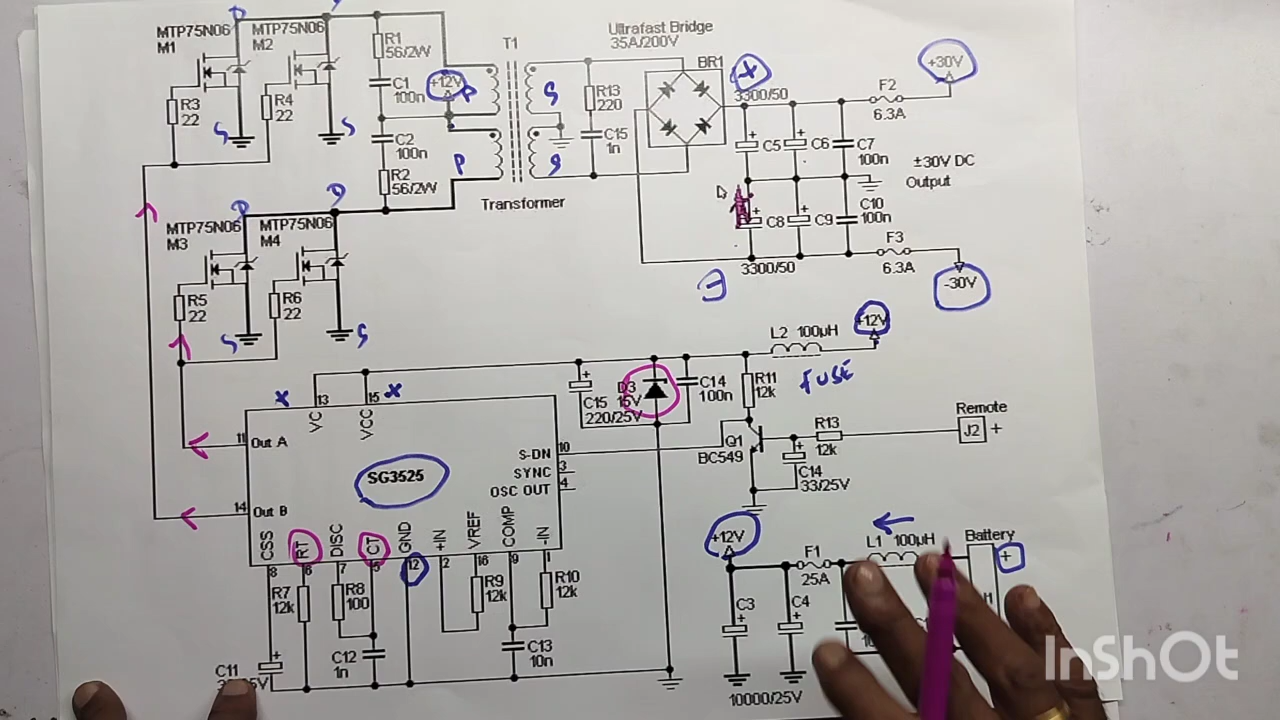 MTP75N06
M1
MTP75N06
M2
D
D
R3
22
R4
22
S
S
R1
56/2W
C1
100n
+12V
C2
100n
R2
56/2W
T1
P
P
S
S
Transformer
Ultrafast Bridge
35A/200V
BR1
R13
220
C15
1n
+
3300/50
C5
C6
C7
100n
F2
6.3A
+30V
±30V DC
Output
C8
C9
C10
100n
3300/50
F3
6.3A
-30V
MTP75N06
M3
MTP75N06
M4
D
D
R5
22
R6
22
S
S
L2 100µH
+12V
FUSE
x
x
13
15
VC
VCC
C15
220/25V
D3
15V
C14
100n
R11
12k
Q1
BC549
R13
12k
C14
33/25V
Remote
J2
+
11
Out A
14
Out B
SG3525
S-DN
10
SYNC
3
OSC OUT
4
CSS
RT
DISC
CT
GND
+IN
VREF
COMP
-IN
8
6
7
5
12
2
16
9
1
R7
12k
R8
100
R9
12k
R10
12k
C11
C12
1n
C13
10n
+12V
F1
25A
L1 100µH
Battery
+
C3
C4
10000/25V
InShOt